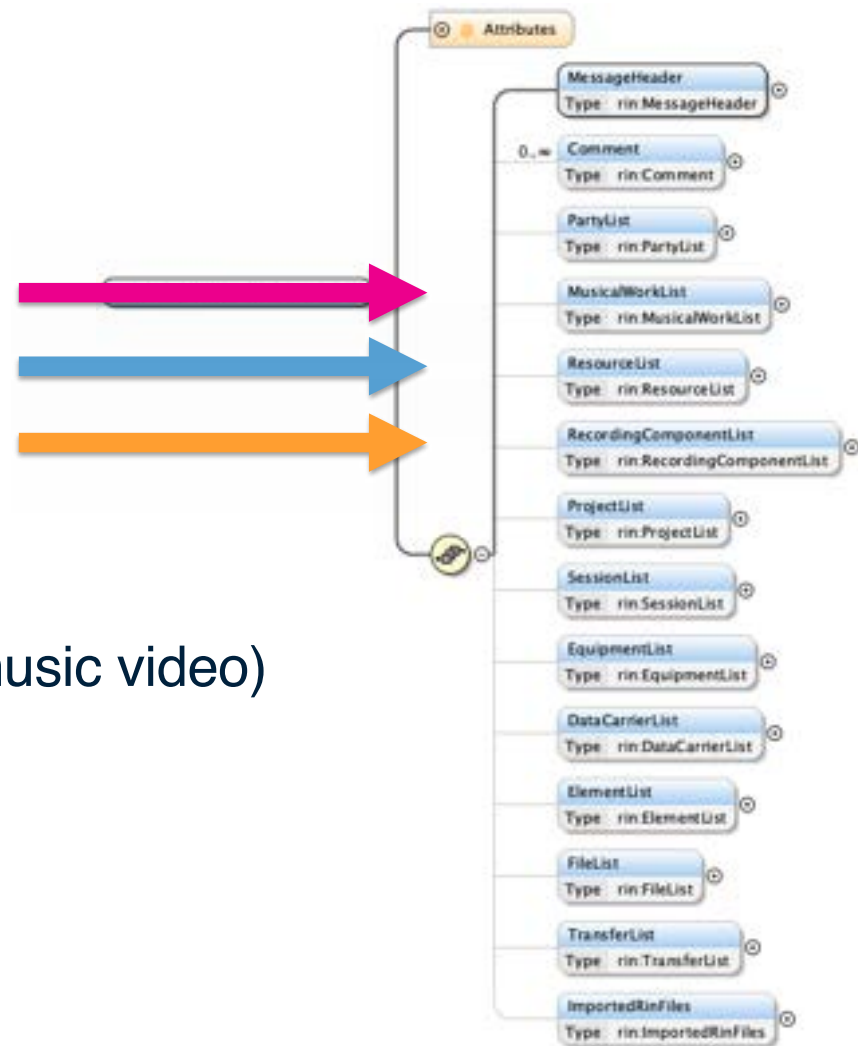 Attributes
MessageHeader
Type rin:MessageHeader
0..∞ Comment
Type rin:Comment
PartyList
Type rin:PartyList
MusicalWorkList
Type rin:MusicalWorkList
ResourceList
Type rin:ResourceList
RecordingComponentList
Type rin:RecordingComponentList
ProjectList
Type rin:ProjectList
SessionList
Type rin:SessionList
usic video)
EquipmentList
Type rin:EquipmentList
DataCarrierList
Type rin:DataCarrierList
ElementList
Type rin:ElementList
FileList
Type rin:FileList
TransferList
Type rin:TransferList
ImportedRinFiles
Type rin:ImportedRinFiles